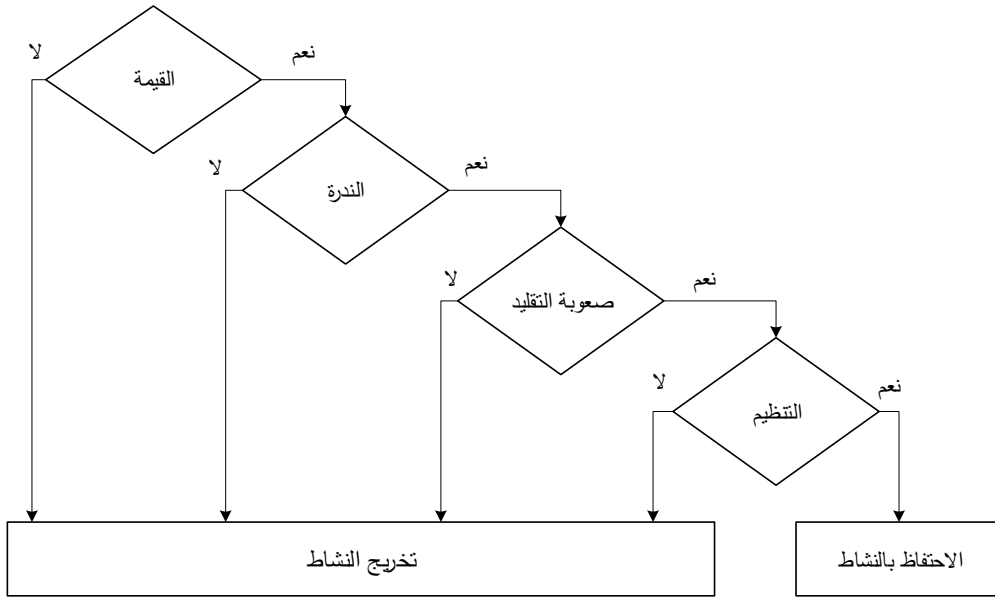 لا
نعم
القيمة
لا
نعم
الندرة
لا
نعم
صعوبة التقليد
لا
نعم
التنظيم
تخريج النشاط
الاحتفاظ بالنشاط